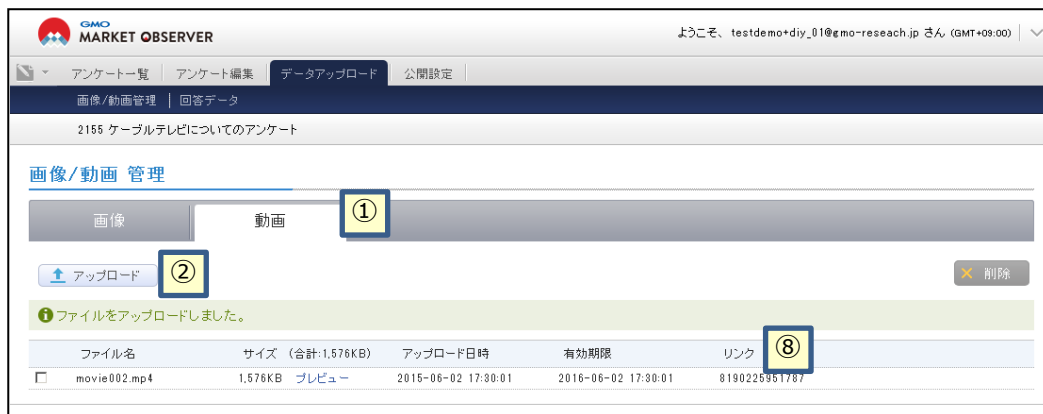 GMO
MARKET OBSERVER
ようこそ、testdemo+diy_01@gmo-reseach.jp さん (GMT+09:00)
アンケート一覧 アンケート編集 データアップロード 公開設定
画像/動画管理 回答データ
2155 ケーブルテレビについてのアンケート
画像/動画 管理
画像 動画 ①
アップロード ② 削除
ファイルをアップロードしました。
ファイル名 サイズ (合計:1,576KB) アップロード日時 有効期限 リンク ⑧
movie002.mp4 1,576KB プレビュー 2015-06-02 17:30:01 2016-06-02 17:30:01 8190225951787